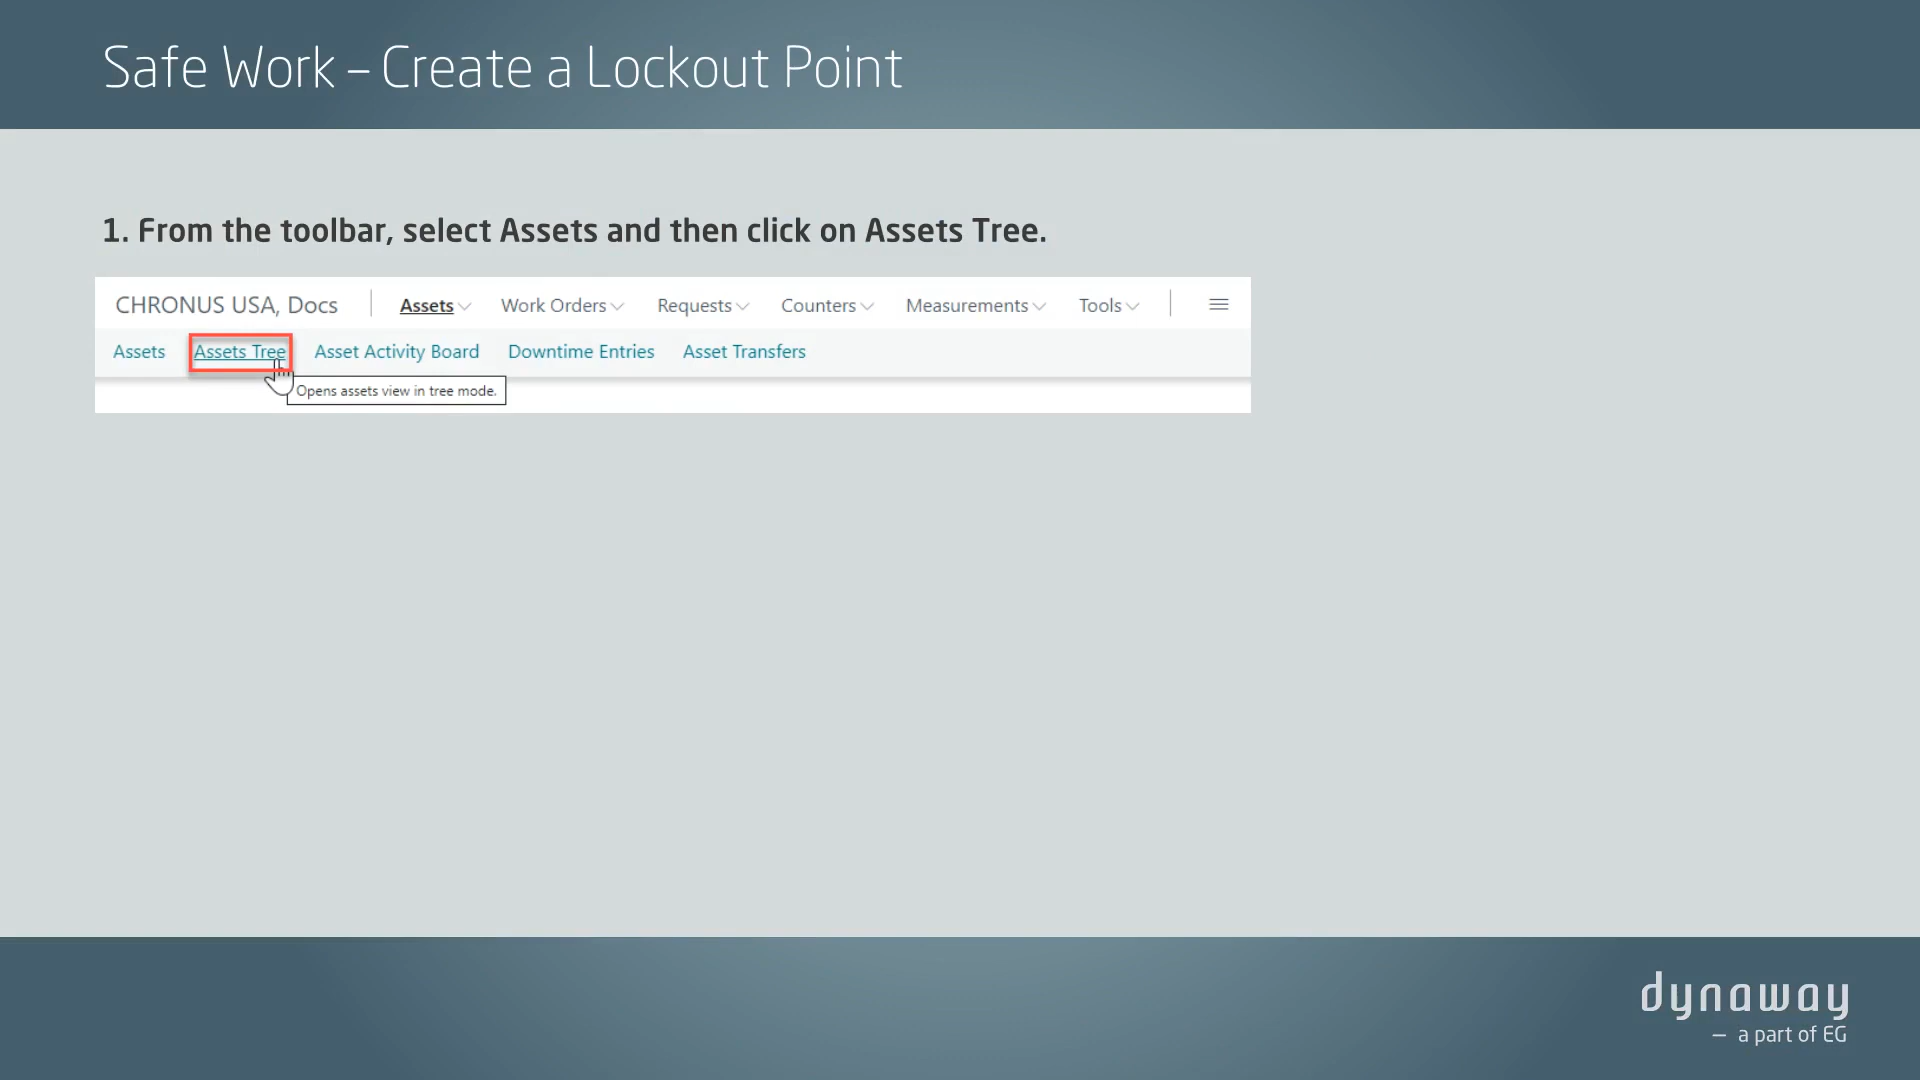 Safe Work – Create a Lockout Point
1. From the toolbar, select Assets and then click on Assets Tree.
CHRONUS USA, Docs Assets Work Orders Requests Counters Measurements Tools
Assets Assets Tree Asset Activity Board Downtime Entries Asset Transfers
Opens assets view in tree mode.
dynaway
– a part of EG